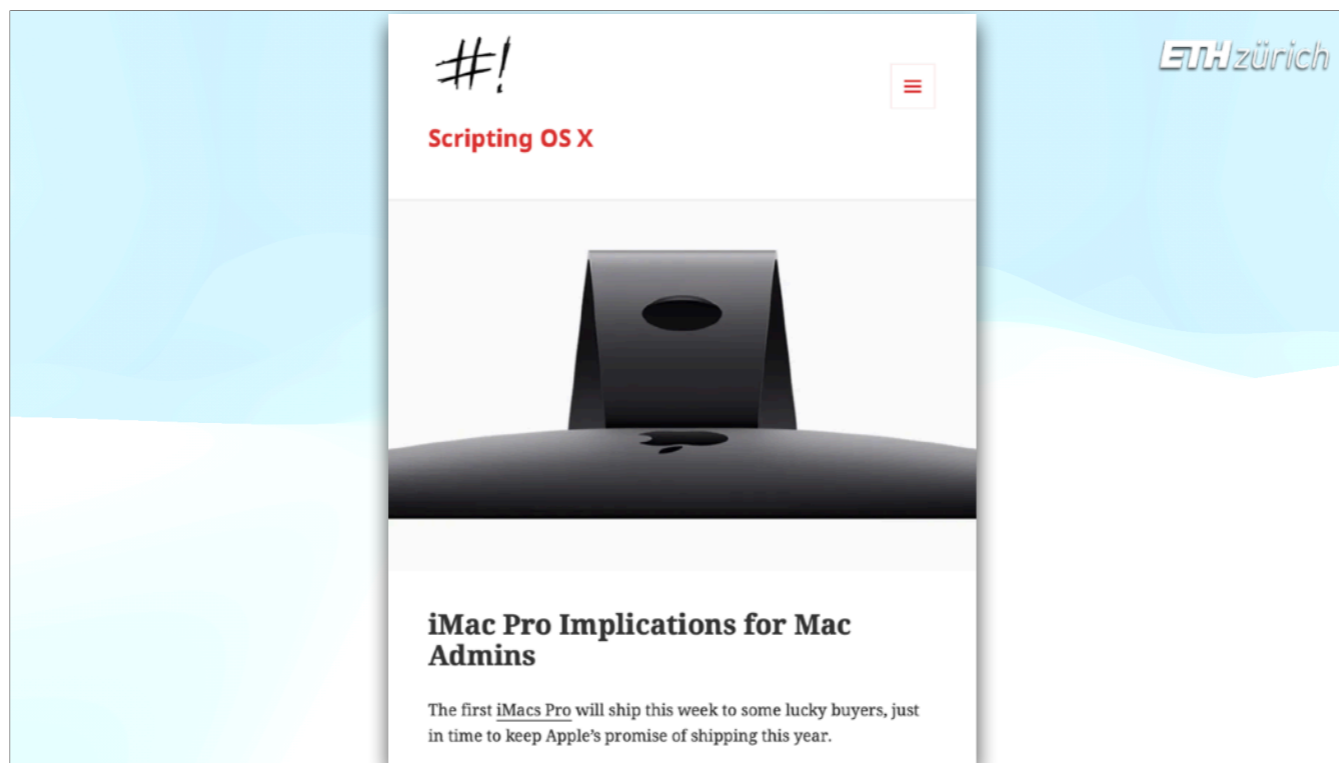 #!
ETH zürich
Scripting OS X
iMac Pro Implications for Mac
Admins
The first iMacs Pro will ship this week to some lucky buyers, just
in time to keep Apple’s promise of shipping this year.